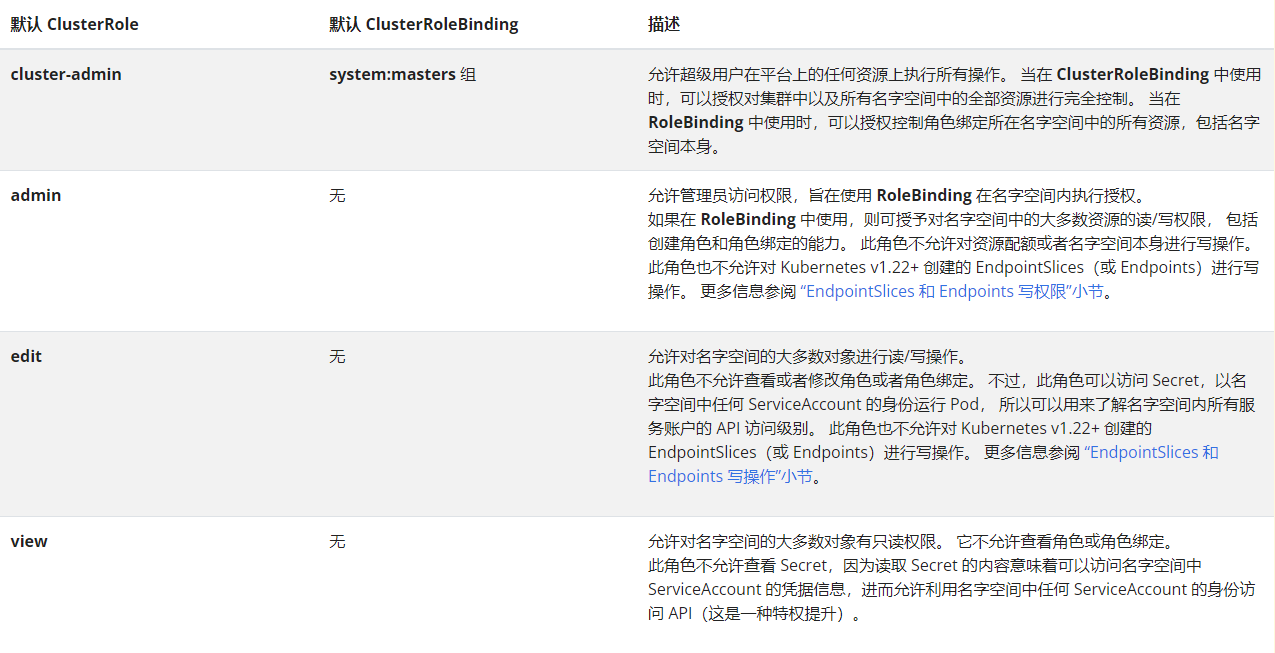 默认 ClusterRole 默认 ClusterRoleBinding 描述
cluster-admin system:masters 组 允许超级用户在平台上的任何资源上执行所有操作。 当在 ClusterRoleBinding 中使用
时，可以授权对集群中以及所有名字空间中的全部资源进行完全控制。 当在
RoleBinding 中使用时，可以授权控制角色绑定所在名字空间中的所有资源，包括名字
空间本身。
admin 无 允许管理员访问权限，旨在使用 RoleBinding 在名字空间内执行授权。
如果在 RoleBinding 中使用，则可授予对名字空间中的大多数资源的读/写权限， 包括
创建角色和角色绑定的能力。 此角色不允许对资源配额或者名字空间本身进行写操作。
此角色也不允许对 Kubernetes v1.22+ 创建的 EndpointSlices（或 Endpoints）进行写
操作。 更多信息参阅 “EndpointSlices 和 Endpoints 写权限”小节。
edit 无 允许对名字空间的大多数对象进行读/写操作。
此角色不允许查看或者修改角色或者角色绑定。 不过，此角色可以访问 Secret，以名
字空间中任何 ServiceAccount 的身份运行 Pod， 所以可以用来了解名字空间内所有服
务账户的 API 访问级别。 此角色也不允许对 Kubernetes v1.22+ 创建的
EndpointSlices（或 Endpoints）进行写操作。 更多信息参阅 “EndpointSlices 和
Endpoints 写操作”小节。
view 无 允许对名字空间的大多数对象有只读权限。 它不允许查看角色或角色绑定。
此角色不允许查看 Secret，因为读取 Secret 的内容意味着可以访问名字空间中
ServiceAccount 的凭据信息，进而允许利用名字空间中任何 ServiceAccount 的身份访
问 API（这是一种特权提升）。